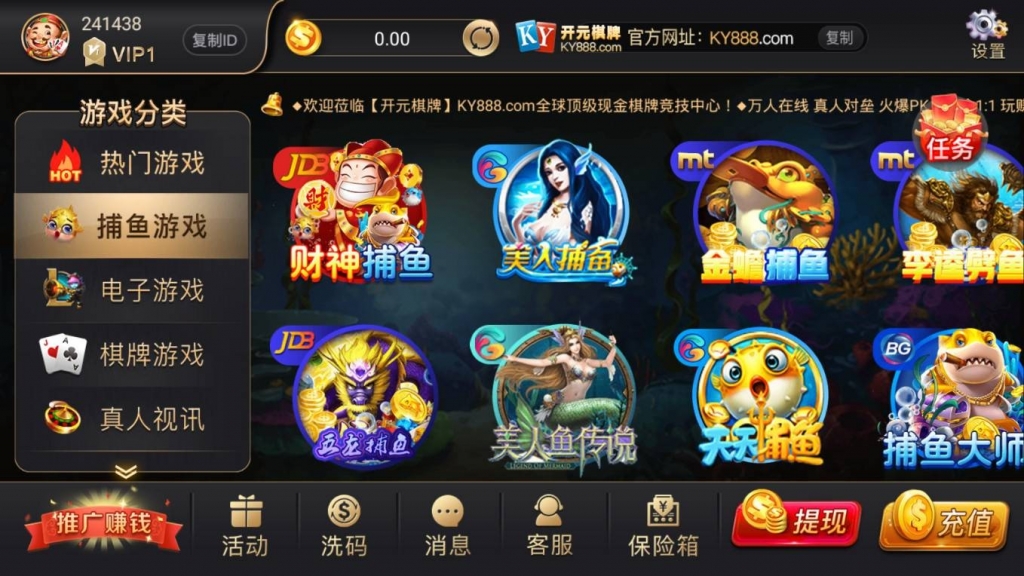 241438
VIP1
复制ID
0.00
KY 开元棋牌
KY888.com
官方网址：KY888.com
复制
设置
游戏分类
◆欢迎莅临【开元棋牌】KY888.com全球顶级现金棋牌竞技中心！◆万人在线 真人对垒 火爆PK
1:1 玩
任务
HOT 热门游戏
捕鱼游戏
电子游戏
棋牌游戏
真人视讯
JDB
财
财神捕鱼
美人捕鱼
mt
金蟾捕鱼
mt
李逵劈鱼
JDB
五龙捕鱼
美人鱼传说
LEGEND OF MERMAID
天天捕鱼
BG
捕鱼大师
推广赚钱
活动
洗码
消息
客服
保险箱
提现
充值